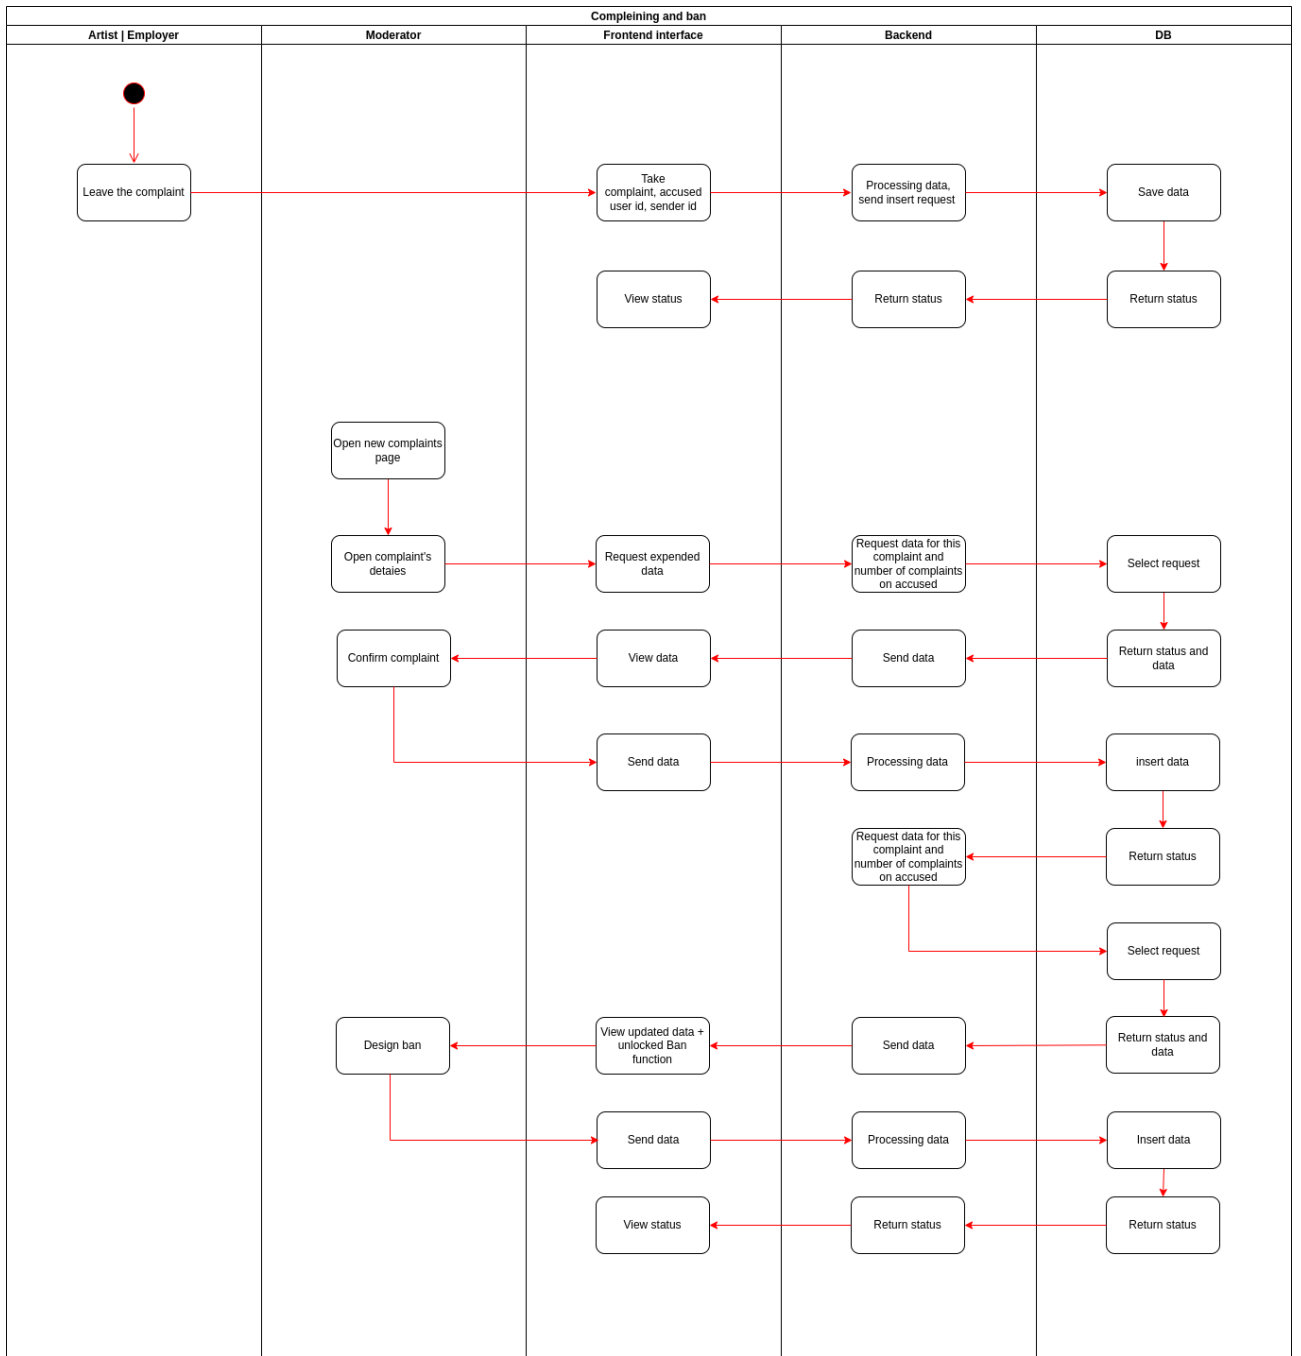 Compleining and ban
Artist | Employer
Moderator
Frontend interface
Backend
DB
Leave the complaint
Take
complaint, accused
user id, sender id
Processing data,
send insert request
Save data
View status
Return status
Return status
Open new complaints
page
Open complaint's
detaies
Request expended
data
Request data for this
complaint and
number of complaints
on accused
Select request
Confirm complaint
View data
Send data
Return status and
data
Send data
Processing data
insert data
Request data for this
complaint and
number of complaints
on accused
Return status
Select request
Design ban
View updated data +
unlocked Ban
function
Send data
Return status and
data
Send data
Processing data
Insert data
View status
Return status
Return status